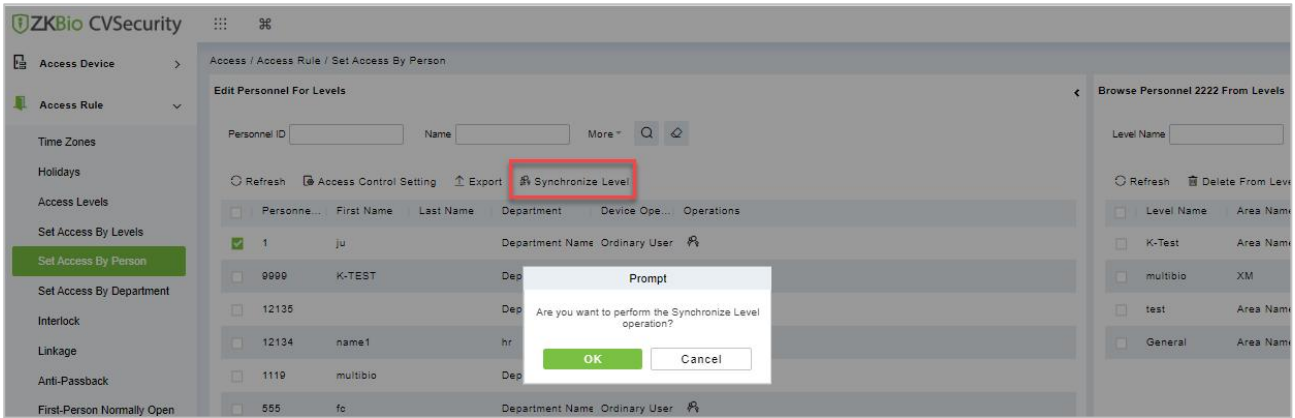 ZKBio CVSecurity
Access Device
Access / Access Rule / Set Access By Person
Edit Personnel For Levels
Browse Personnel 2222 From Levels
Access Rule
Personnel ID Name More
Level Name
Time Zones
Holidays
Refresh Access Control Setting Export Synchronize Level
Refresh Delete From Leve
Access Levels
Personne... First Name Last Name Department Device Ope... Operations
Level Name Area Name
Set Access By Levels
1 ju Department Name Ordinary User
K-Test Area Name
Set Access By Person
9999 K-TEST Dep
multibio XM
Prompt
Set Access By Department
12135 Dep
test Area Name
Are you want to perform the Synchronize Level
operation?
Interlock
12134 name1 hr
General Area Name
Linkage
OK Cancel
1119 multibio Dep
Anti-Passback
555 fc Department Name Ordinary User
First-Person Normally Open